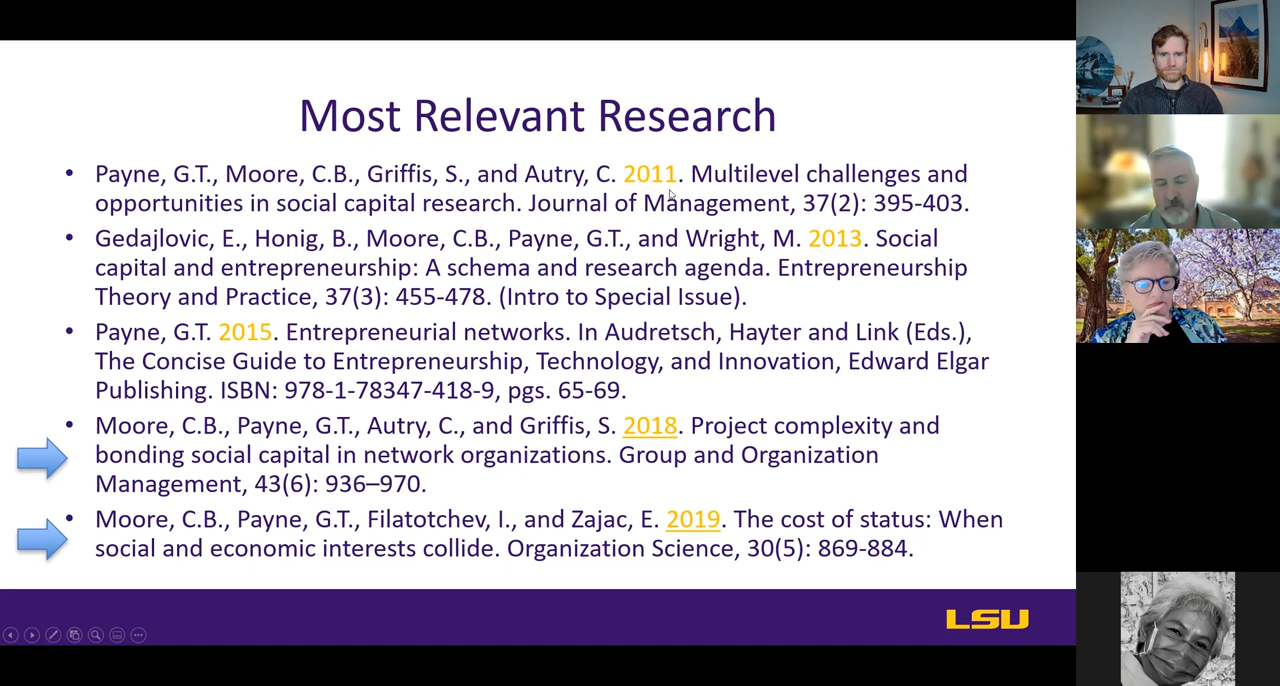 Most Relevant Research
• Payne, G.T., Moore, C.B., Griffis, S., and Autry, C. 2011. Multilevel challenges and
opportunities in social capital research. Journal of Management, 37(2): 395-403.
• Gedajlovic, E., Honig, B., Moore, C.B., Payne, G.T., and Wright, M. 2013. Social
capital and entrepreneurship: A schema and research agenda. Entrepreneurship
Theory and Practice, 37(3): 455-478. (Intro to Special Issue).
• Payne, G.T. 2015. Entrepreneurial networks. In Audretsch, Hayter and Link (Eds.),
The Concise Guide to Entrepreneurship, Technology, and Innovation, Edward Elgar
Publishing. ISBN: 978-1-78347-418-9, pgs. 65-69.
• Moore, C.B., Payne, G.T., Autry, C., and Griffis, S. 2018. Project complexity and
bonding social capital in network organizations. Group and Organization
Management, 43(6): 936–970.
• Moore, C.B., Payne, G.T., Filatotchev, I., and Zajac, E. 2019. The cost of status: When
social and economic interests collide. Organization Science, 30(5): 869-884.
LSU